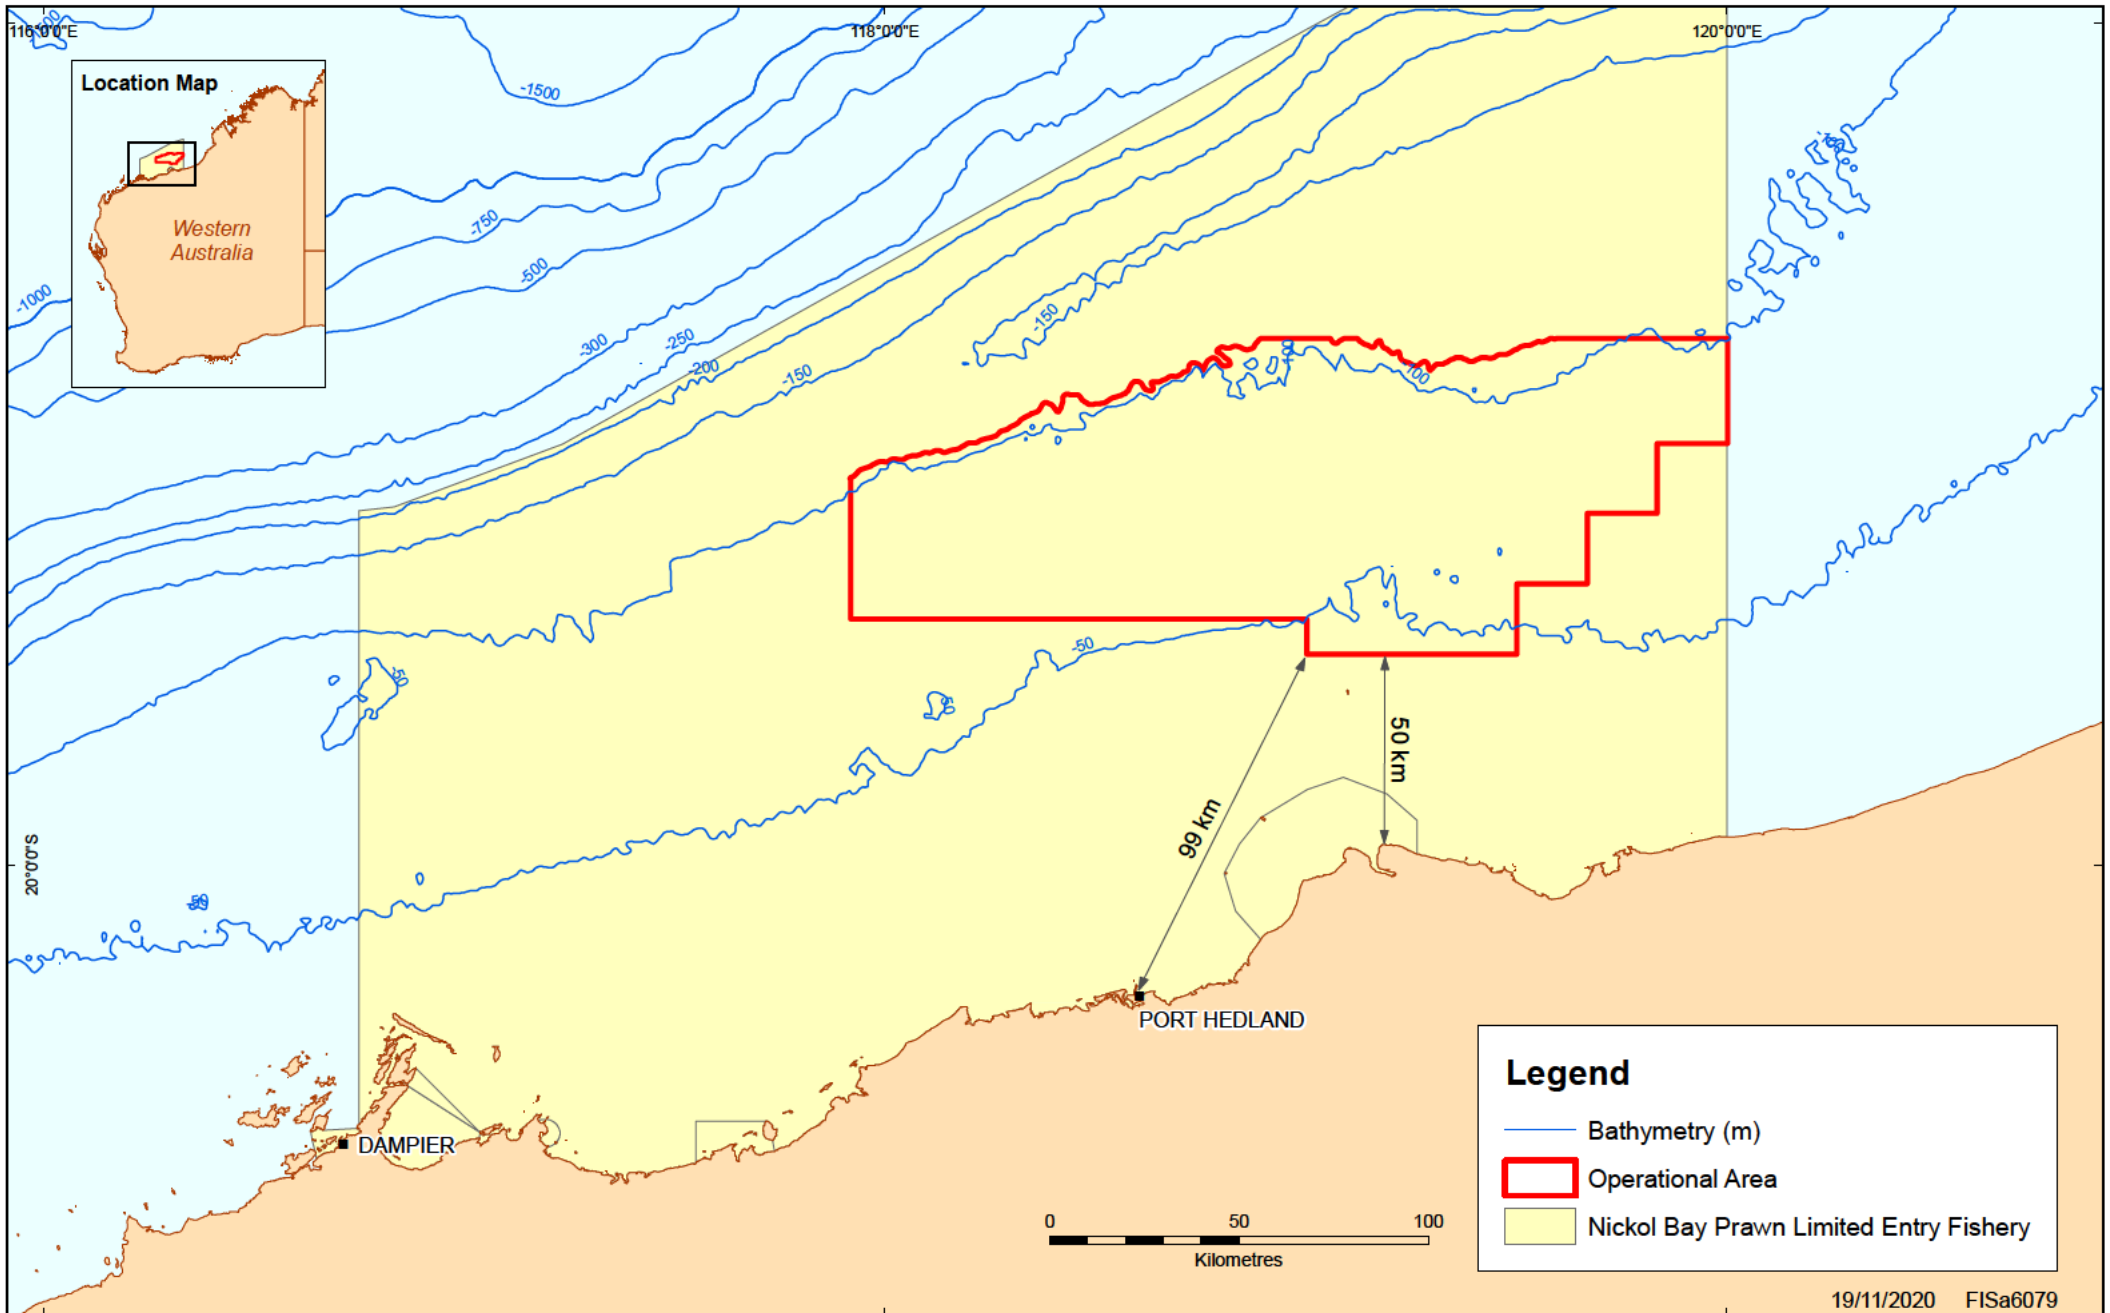 116°0'0"E
118°0'0"E
120°0'0"E
Location Map
Western
Australia
-1500
-750
-500
-1000
-300
-250
-200
-150
-150
-100
-50
-50
-50
50 km
99 km
20°0'0"S
PORT HEDLAND
DAMPIER
Legend
Bathymetry (m)
Operational Area
Nickol Bay Prawn Limited Entry Fishery
0 50 100
Kilometres
19/11/2020 FISa6079